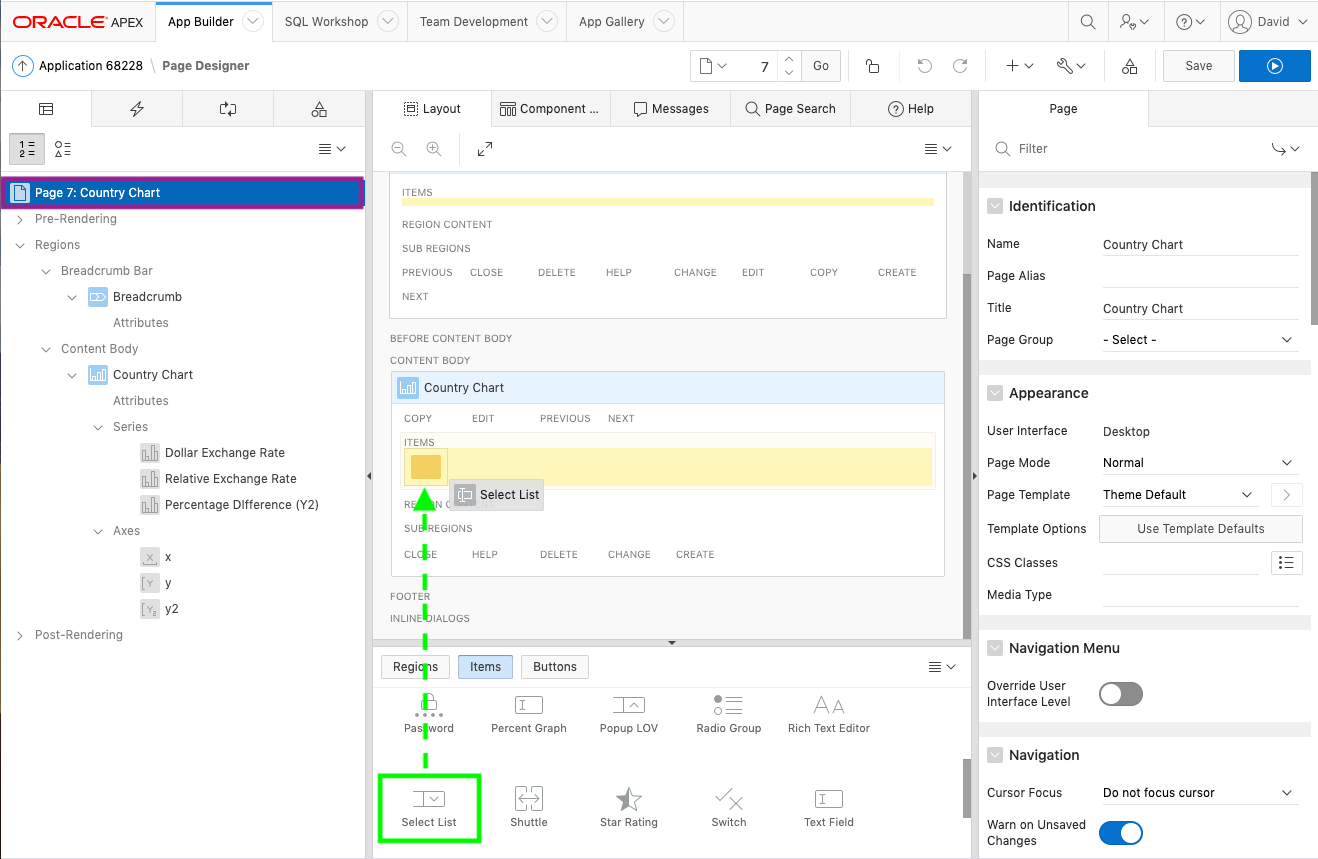 ORACLE APEX App Builder SQL Workshop Team Development App Gallery David
Application 68228 \ Page Designer 7 Go Save
Layout Component ... Messages Page Search Help Page
Filter
Page 7: Country Chart
Pre-Rendering
Regions
Breadcrumb Bar
Breadcrumb
Attributes
Content Body
Country Chart
Attributes
Series
Dollar Exchange Rate
Relative Exchange Rate
Percentage DIfference (Y2)
Axes
x
y
y2
Post-Rendering
ITEMS
REGION CONTENT
SUB REGIONS
PREVIOUS CLOSE DELETE HELP CHANGE EDIT COPY CREATE
NEXT
BEFORE CONTENT BODY
CONTENT BODY
Country Chart
COPY EDIT PREVIOUS NEXT
ITEMS
Select List
SUB REGIONS
CLOSE HELP DELETE CHANGE CREATE
FOOTER
INLINE DIALOGS
Regions Items Buttons
Password Percent Graph Popup LOV Radio Group Rich Text Editor
Select List Shuttle Star Rating Switch Text Field
Identification
Name Country Chart
Page Alias
Title Country Chart
Page Group - Select -
Appearance
User Interface Desktop
Page Mode Normal
Page Template Theme Default
Template Options Use Template Defaults
CSS Classes
Media Type
Navigation Menu
Override User
Interface Level
Navigation
Cursor Focus Do not focus cursor
Warn on Unsaved
Changes